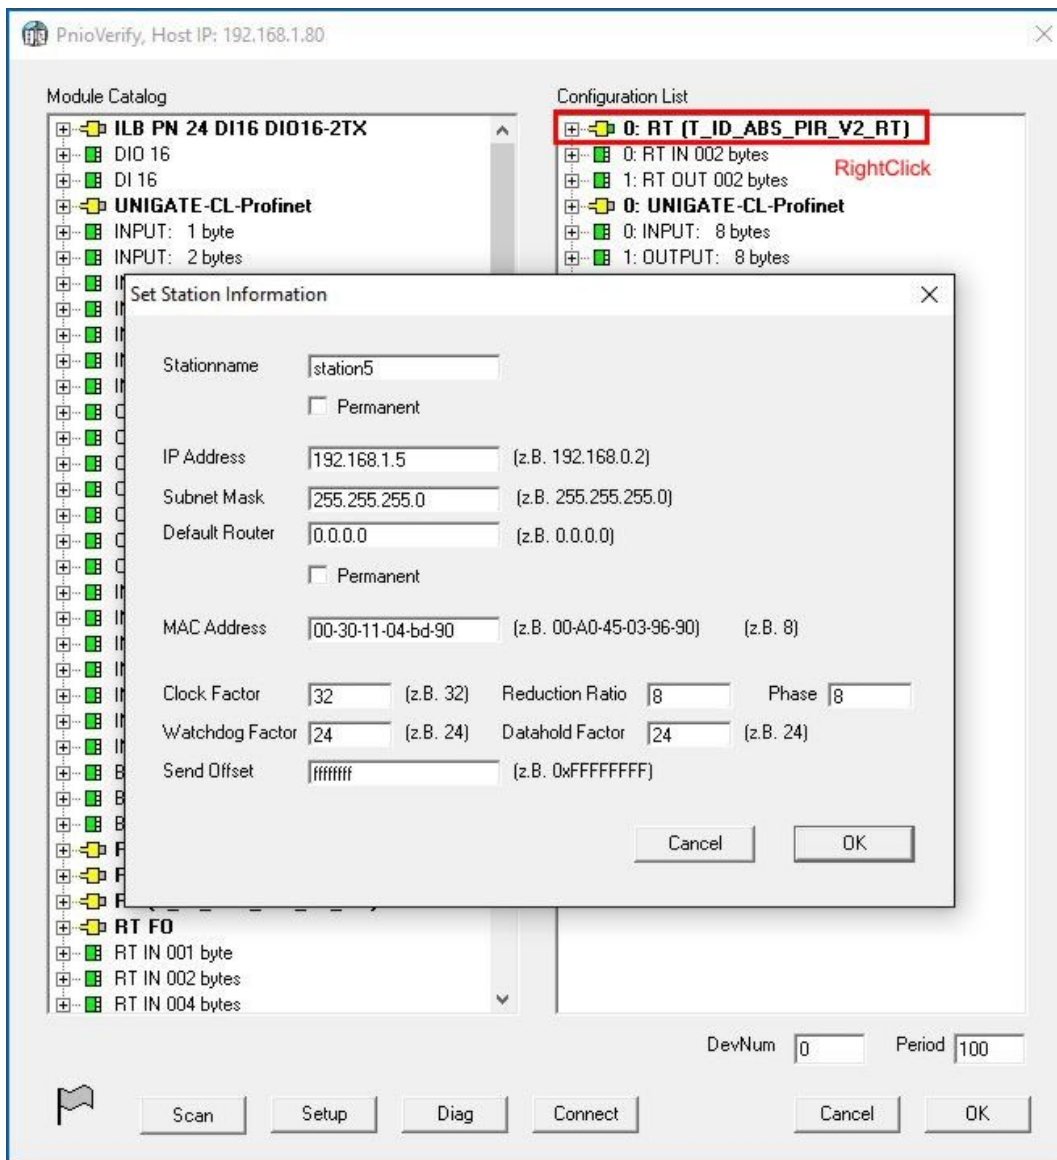 PnioVerify, Host IP: 192.168.1.80
Module Catalog
ILB PN 24 DI16 DIO16-2TX
DIO 16
DI 16
UNIGATE-CL-Profinet
INPUT: 1 byte
INPUT: 2 bytes
Configuration List
0: RT (T_ID_ABS_PIR_V2_RT)
0: RT IN 002 bytes
RightClick
1: RT OUT 002 bytes
0: UNIGATE-CL-Profinet
0: INPUT: 8 bytes
1: OUTPUT: 8 bytes
Set Station Information
Stationname station5
Permanent
IP Address 192.168.1.5 (z.B. 192.168.0.2)
Subnet Mask 255.255.255.0 (z.B. 255.255.255.0)
Default Router 0.0.0.0 (z.B. 0.0.0.0)
Permanent
MAC Address 00-30-11-04-bd-90 (z.B. 00-A0-45-03-96-90) (z.B. 8)
Clock Factor 32 (z.B. 32) Reduction Ratio 8 Phase 8
Watchdog Factor 24 (z.B. 24) Datahold Factor 24 (z.B. 24)
Send Offset ffffffff (z.B. 0xFFFFFFFF)
Cancel OK
RT FO
RT IN 001 byte
RT IN 002 bytes
RT IN 004 bytes
DevNum 0 Period 100
Scan Setup Diag Connect Cancel OK